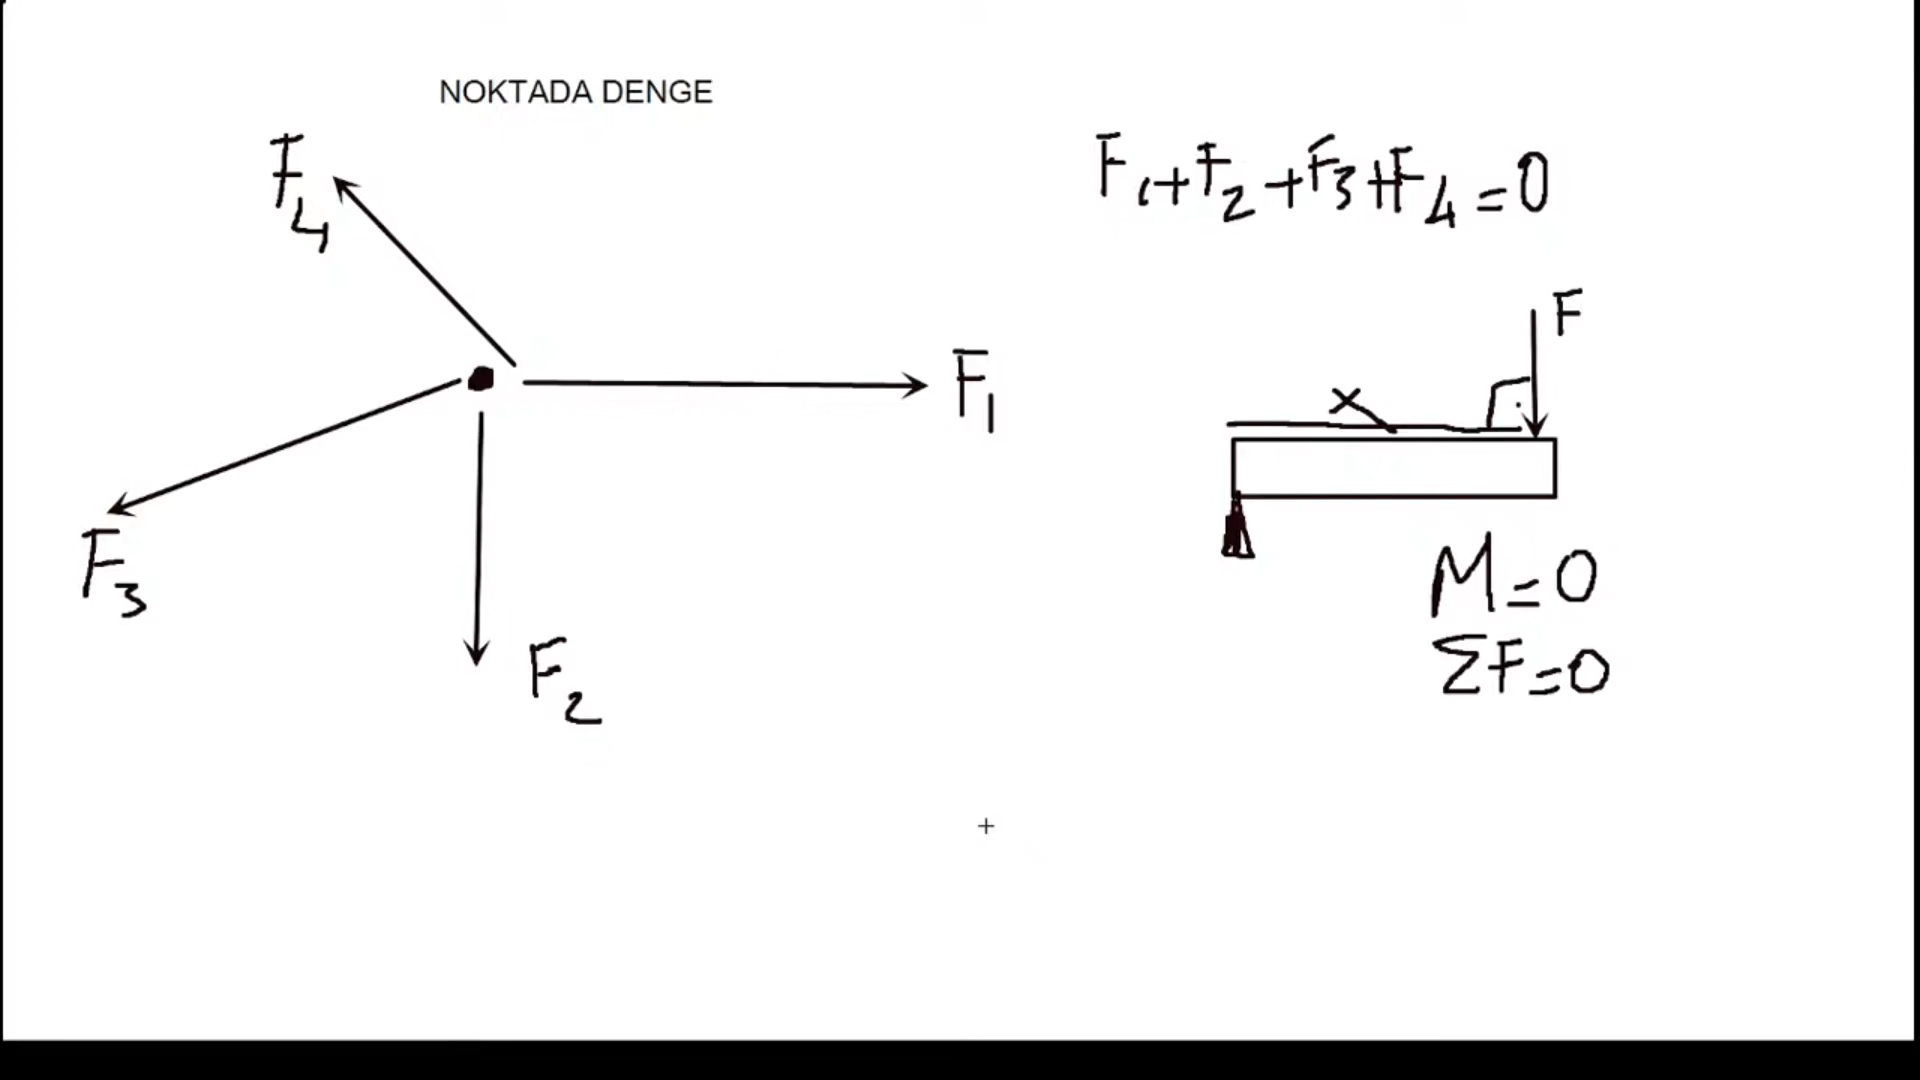 NOKTADA DENGE
F4
F1+F2+F3+F4=0
F
F1
x
F3
M=0
F2
ΣF=0